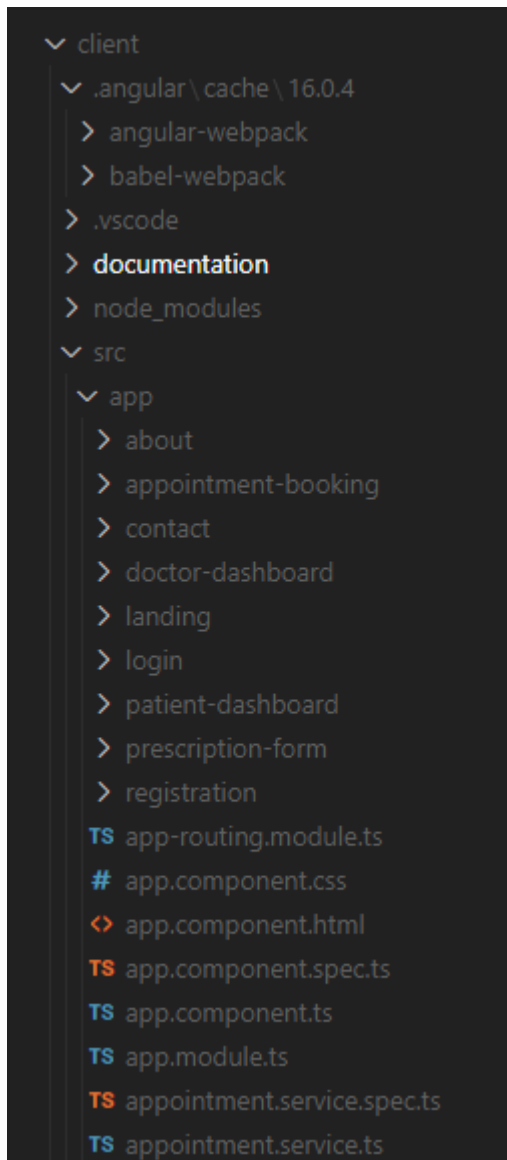 client
.angular\cache\16.0.4
angular-webpack
babel-webpack
.vscode
documentation
node_modules
src
app
about
appointment-booking
contact
doctor-dashboard
landing
login
patient-dashboard
prescription-form
registration
TS app-routing.module.ts
# app.component.css
<> app.component.html
TS app.component.spec.ts
TS app.component.ts
TS app.module.ts
TS appointment.service.spec.ts
TS appointment.service.ts